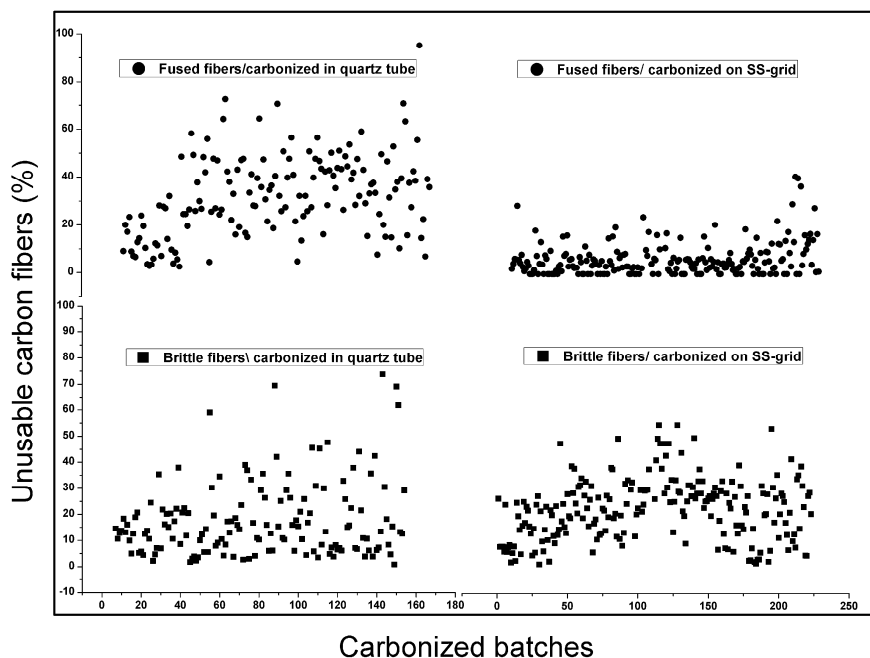 Unusable carbon fibers (%)
100
80
60
40
20
0
Fused fibers/carbonized in quartz tube
Fused fibers/ carbonized on SS-grid
100
90
80
70
60
50
40
30
20
10
0
-10
Brittle fibers\ carbonized in quartz tube
Brittle fibers/ carbonized on SS-grid
0 20 40 60 80 100 120 140 160 180
0 50 100 150 200 250
Carbonized batches